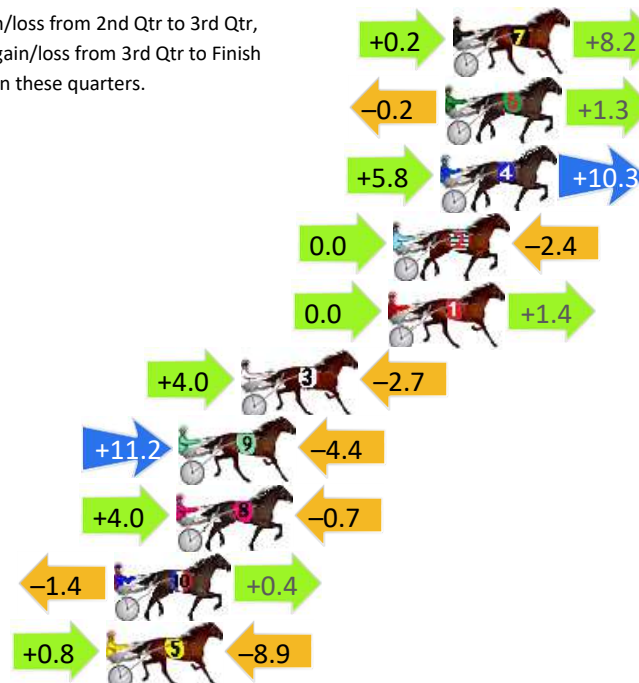 n/loss from 2nd Qtr to 3rd Qtr,
gain/loss from 3rd Qtr to Finish
n these quarters.
+0.2 7 +8.2
–0.2 6 +1.3
+5.8 4 +10.3
0.0 2 –2.4
0.0 1 +1.4
+4.0 3 –2.7
+11.2 9 –4.4
+4.0 8 –0.7
–1.4 10 +0.4
+0.8 5 –8.9